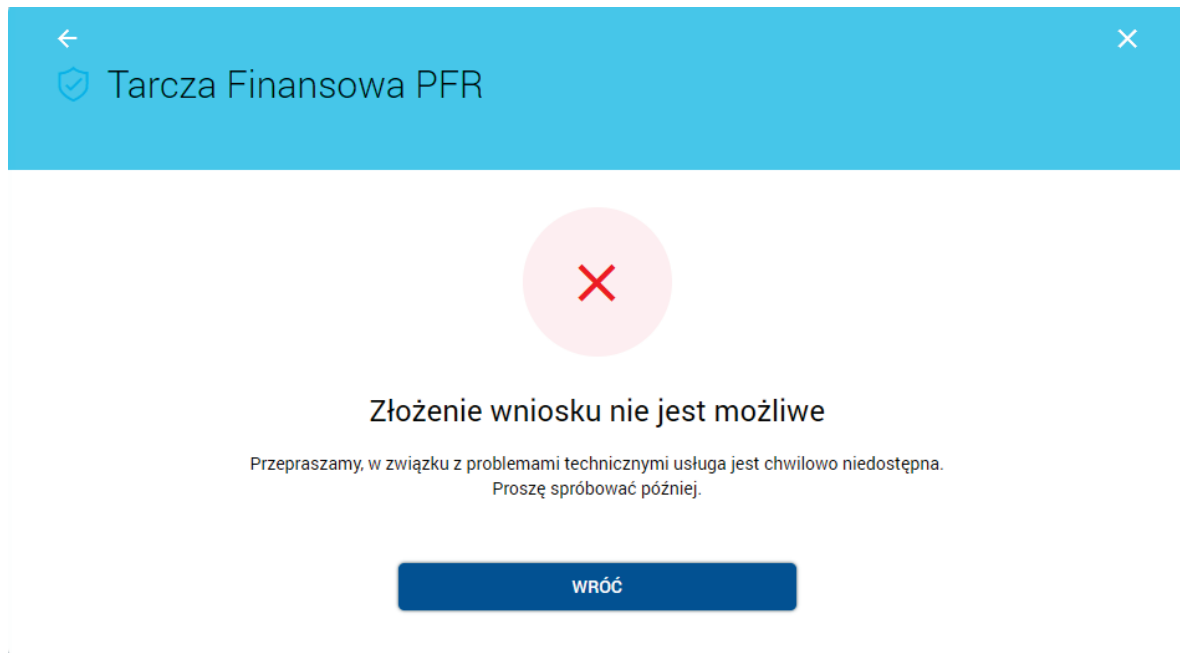 Tarcza Finansowa PFR
Złożenie wniosku nie jest możliwe
Przepraszamy, w związku z problemami technicznymi usługa jest chwilowo niedostępna.
Proszę spróbować później.
WRÓĆ